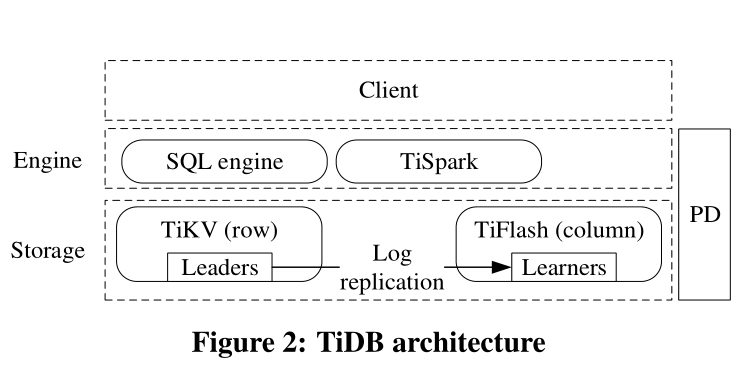 Client
Engine
SQL engine
TiSpark
PD
Storage
TiKV (row)
Leaders
Log
replication
TiFlash (column)
Learners
Figure 2: TiDB architecture